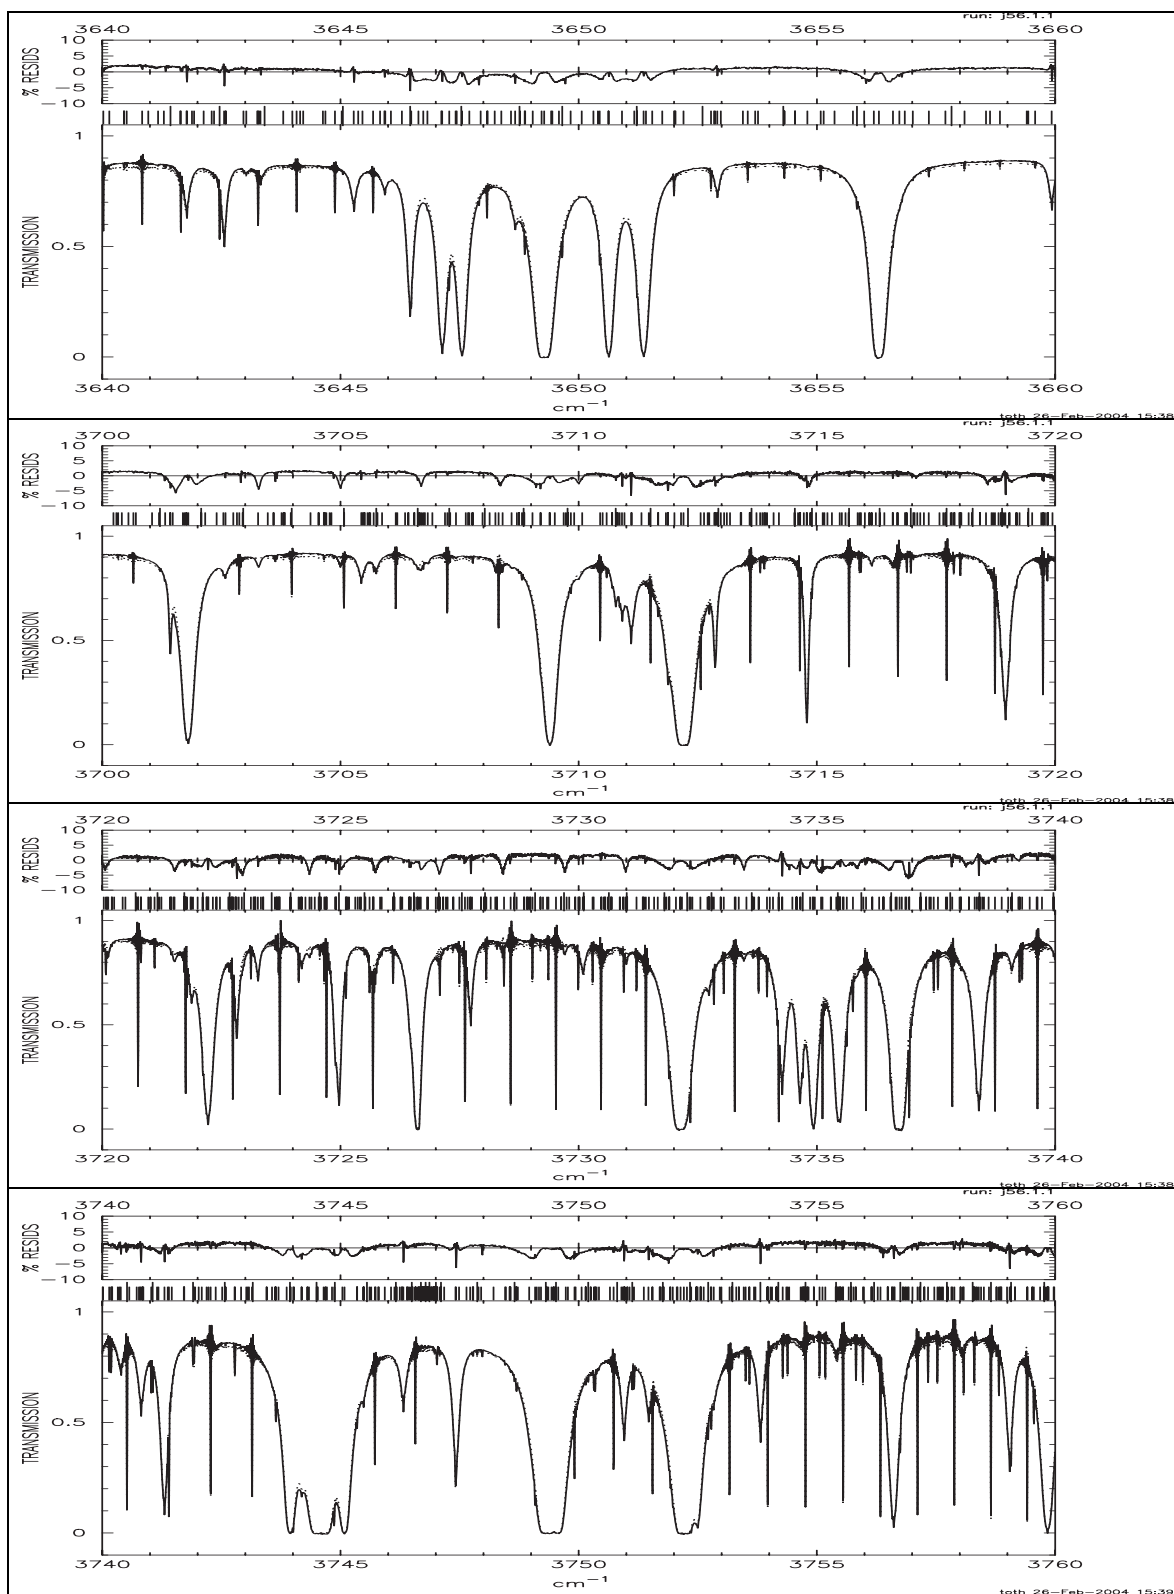 run: j56.1.1
3640 3645 3650 3655 3660
10
5
0
−5
−10
% RESIDS
1
0.5
0
TRANSMISSION
3640 3645 3650 3655 3660
cm−1
toth 26-Feb-2004 15:38
run: j56.1.1
3700 3705 3710 3715 3720
10
5
0
−5
−10
% RESIDS
1
0.5
0
TRANSMISSION
3700 3705 3710 3715 3720
cm−1
toth 26-Feb-2004 15:38
run: j56.1.1
3720 3725 3730 3735 3740
10
5
0
−5
−10
% RESIDS
1
0.5
0
TRANSMISSION
3720 3725 3730 3735 3740
cm−1
toth 26-Feb-2004 15:38
run: j56.1.1
3740 3745 3750 3755 3760
10
5
0
−5
−10
% RESIDS
1
0.5
0
TRANSMISSION
3740 3745 3750 3755 3760
cm−1
toth 26-Feb-2004 15:39